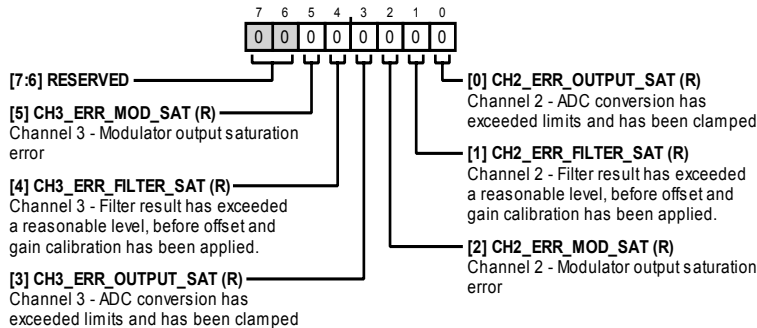 7 6 5 4 3 2 1 0
0 0 0 0 0 0 0 0
[7:6] RESERVED
[5] CH3_ERR_MOD_SAT (R)
Channel 3 - Modulator output saturation
error
[4] CH3_ERR_FILTER_SAT (R)
Channel 3 - Filter result has exceeded
a reasonable level, before offset and
gain calibration has been applied.
[3] CH3_ERR_OUTPUT_SAT (R)
Channel 3 - ADC conversion has
exceeded limits and has been clamped
[0] CH2_ERR_OUTPUT_SAT (R)
Channel 2 - ADC conversion has
exceeded limits and has been clamped
[1] CH2_ERR_FILTER_SAT (R)
Channel 2 - Filter result has exceeded
a reasonable level, before offset and
gain calibration has been applied.
[2] CH2_ERR_MOD_SAT (R)
Channel 2 - Modulator output saturation
error